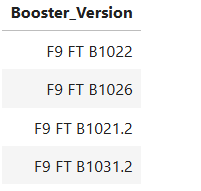 Booster_Version
F9 FT B1022
F9 FT B1026
F9 FT B1021.2
F9 FT B1031.2